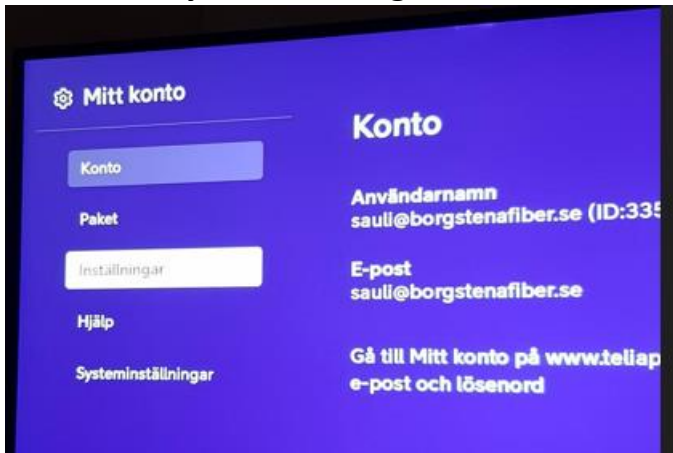 Mitt konto
Konto
Paket
Inställningar
Hjälp
Systeminställningar
Konto
Användarnamn
sauli@borgstenafiber.se (ID:335
E-post
sauli@borgstenafiber.se
Gå till Mitt konto på www.teliap
e-post och lösenord